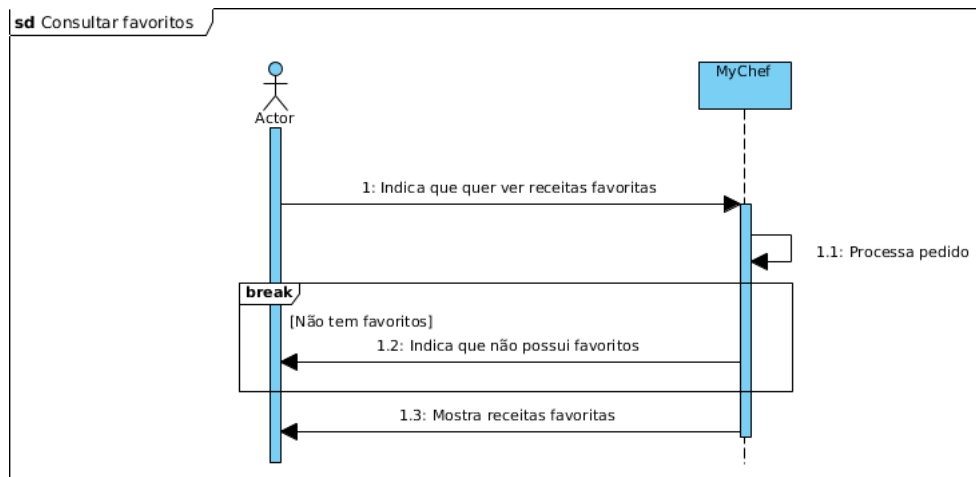 sd Consultar favoritos
MyChef
Actor
1: Indica que quer ver receitas favoritas
1.1: Processa pedido
break
[Não tem favoritos]
1.2: Indica que não possui favoritos
1.3: Mostra receitas favoritas